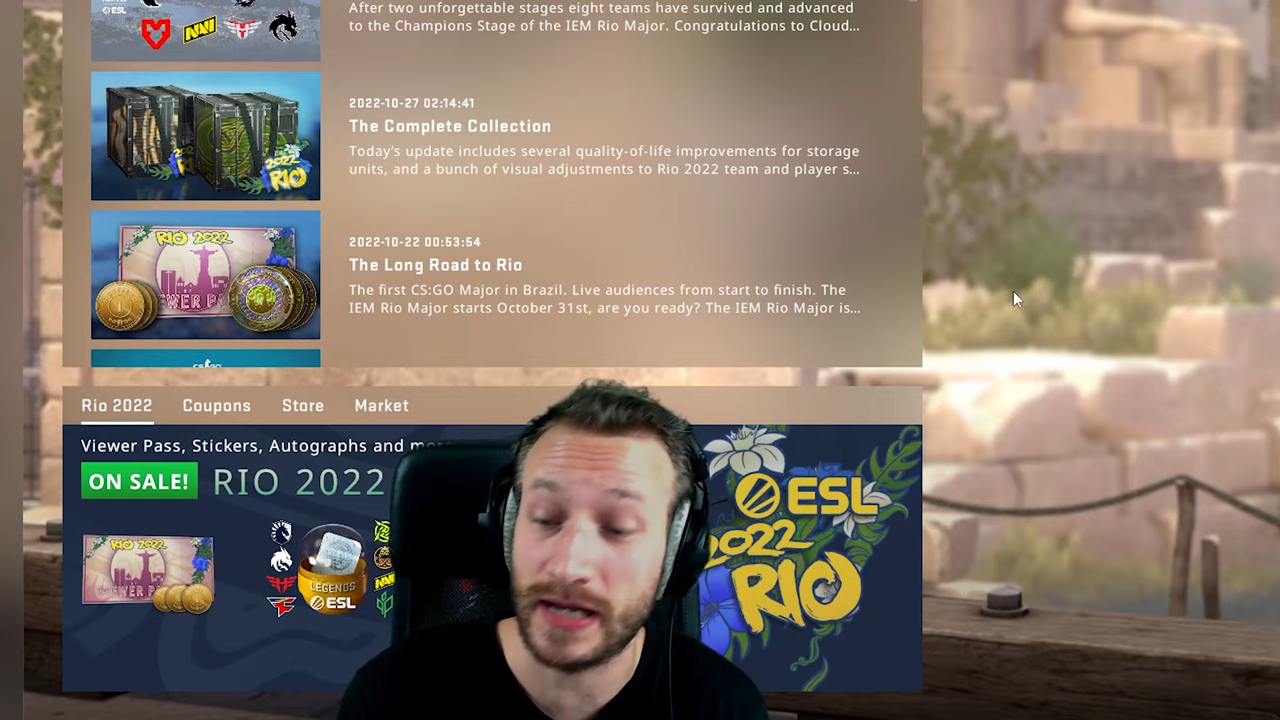 ESL
After two unforgettable stages eight teams have survived and advanced
to the Champions Stage of the IEM Rio Major. Congratulations to Cloud...
2022-10-27 02:14:41
The Complete Collection
Today's update includes several quality-of-life improvements for storage
units, and a bunch of visual adjustments to Rio 2022 team and player s...
2022
RIO
2022-10-22 00:53:54
The Long Road to Rio
The first CS:GO Major in Brazil. Live audiences from start to finish. The
IEM Rio Major starts October 31st, are you ready? The IEM Rio Major is...
RIO 2022
CS:GO
Rio 2022 Coupons Store Market
Viewer Pass, Stickers, Autographs and
ON SALE! RIO 2022
RIO 2022
LEGENDS
ESL
ESL
2022
RIO